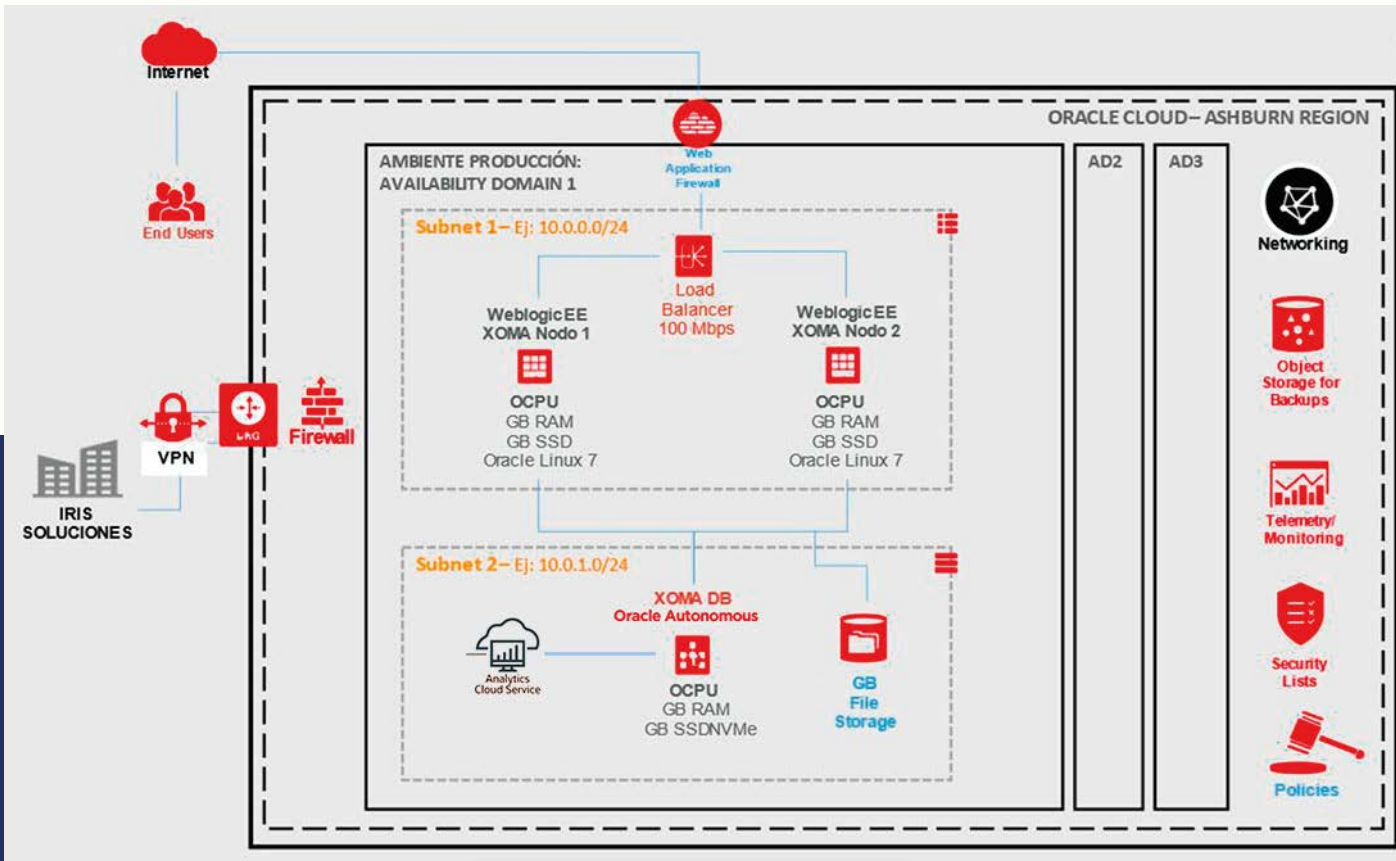 Internet
End Users
VPN
IRIS
SOLUCIONES
Firewall
ORACLE CLOUD– ASHBURN REGION
Web
Application
Firewall
AMBIENTE PRODUCCIÓN:
AVAILABILITY DOMAIN 1
AD2
AD3
Subnet 1– Ej: 10.0.0.0/24
Load
Balancer
100 Mbps
WeblogicEE
XOMA Nodo 1
OCPU
GB RAM
GB SSD
Oracle Linux 7
WeblogicEE
XOMA Nodo 2
OCPU
GB RAM
GB SSD
Oracle Linux 7
Subnet 2– Ej: 10.0.1.0/24
Analytics
Cloud Service
XOMA DB
Oracle Autonomous
OCPU
GB RAM
GB SSDNVMe
GB
File
Storage
Networking
Object
Storage for
Backups
Telemetry/
Monitoring
Security
Lists
Policies